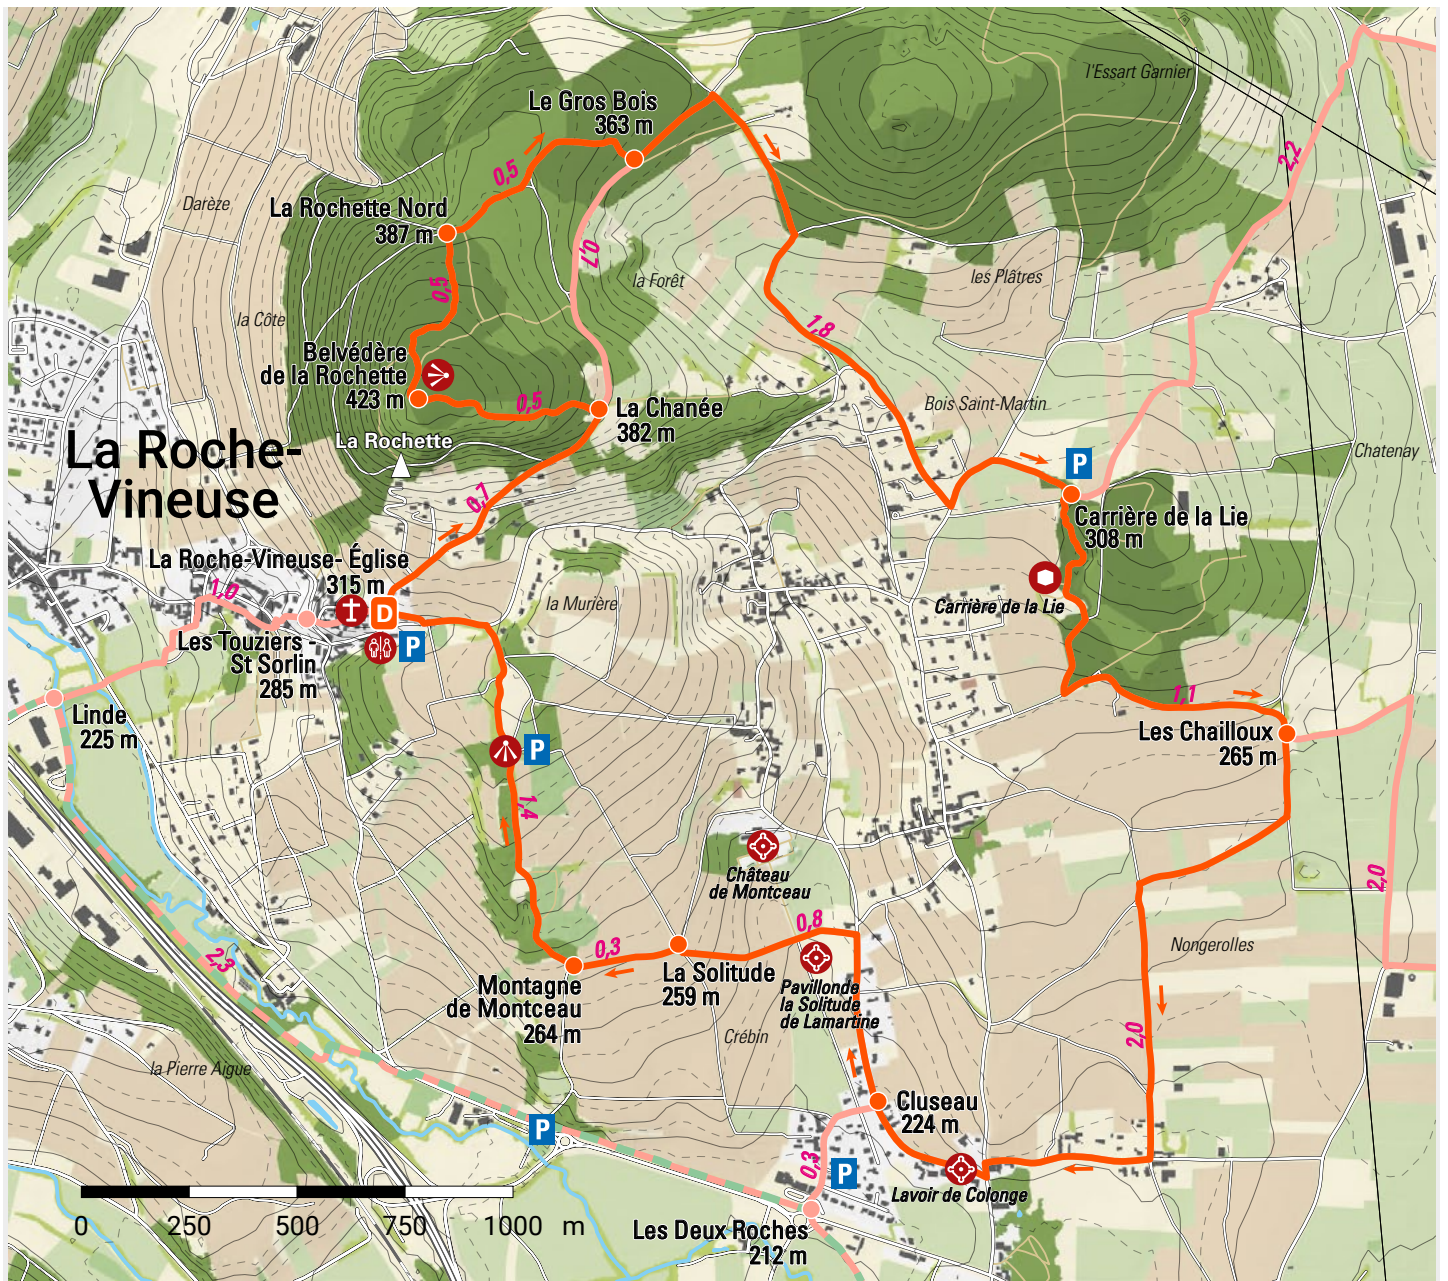 l'Essart Garnier
Le Gros Bois
363 m
2,2
0,5
Darèze
La Rochette Nord
387 m
0,7
la Forêt
les Plâtres
0,5
la Côte
1,8
Belvédère
de la Rochette
423 m
0,5
La Chanée
382 m
Bois Saint-Martin
La Rochette
La Roche-
Vineuse
Chatenay
P
0,7
Carrière de la Lie
308 m
La Roche-Vineuse- Église
315 m
1,0
D
la Murière
Carrière de la Lie
Les Touziers -
St Sorlin
285 m
P
1,1
Linde
225 m
Les Chailloux
265 m
P
1,4
Château
de Montceau
2,0
0,8
0,3
Nongerolles
2,3
La Solitude
259 m
Montagne
de Montceau
264 m
Pavillonde
la Solitude
de Lamartine
Crébin
2,0
la Pierre Aigue
Cluseau
224 m
P
0,3
P
Lavoir de Colonge
0 250 500 750 1000 m
Les Deux Roches
212 m